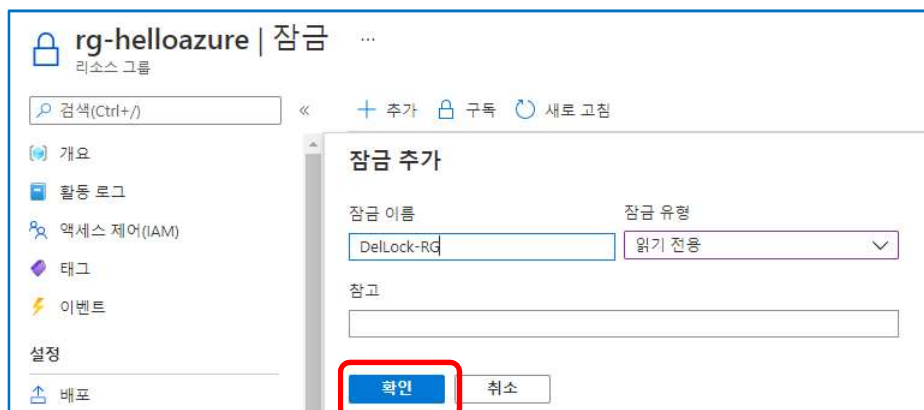 rg-helloazure | 잠금 ...
리소스 그룹
검색(Ctrl+/) «
추가 구독 새로 고침
개요
활동 로그
액세스 제어(IAM)
태그
이벤트
설정
배포
잠금 추가
잠금 이름 잠금 유형
DelLock-RG 읽기 전용
참고
확인 취소